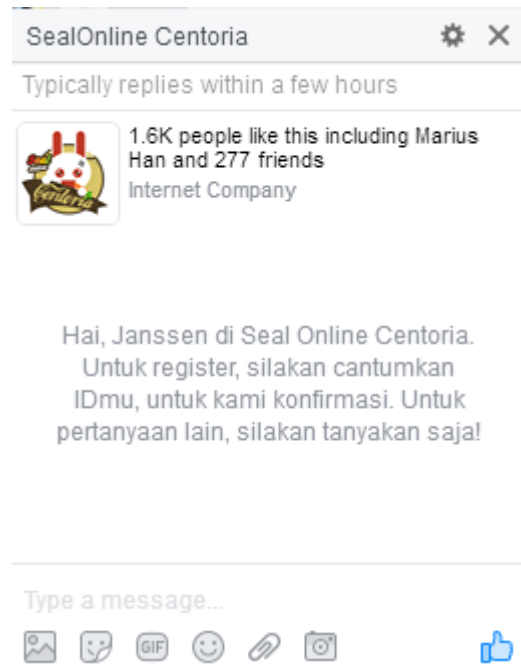 SealOnline Centoria
Typically replies within a few hours
1.6K people like this including Marius
Han and 277 friends
Internet Company
Centoria
Hai, Janssen di Seal Online Centoria.
Untuk register, silakan cantumkan
IDmu, untuk kami konfirmasi. Untuk
pertanyaan lain, silakan tanyakan saja!
Type a message...
GIF